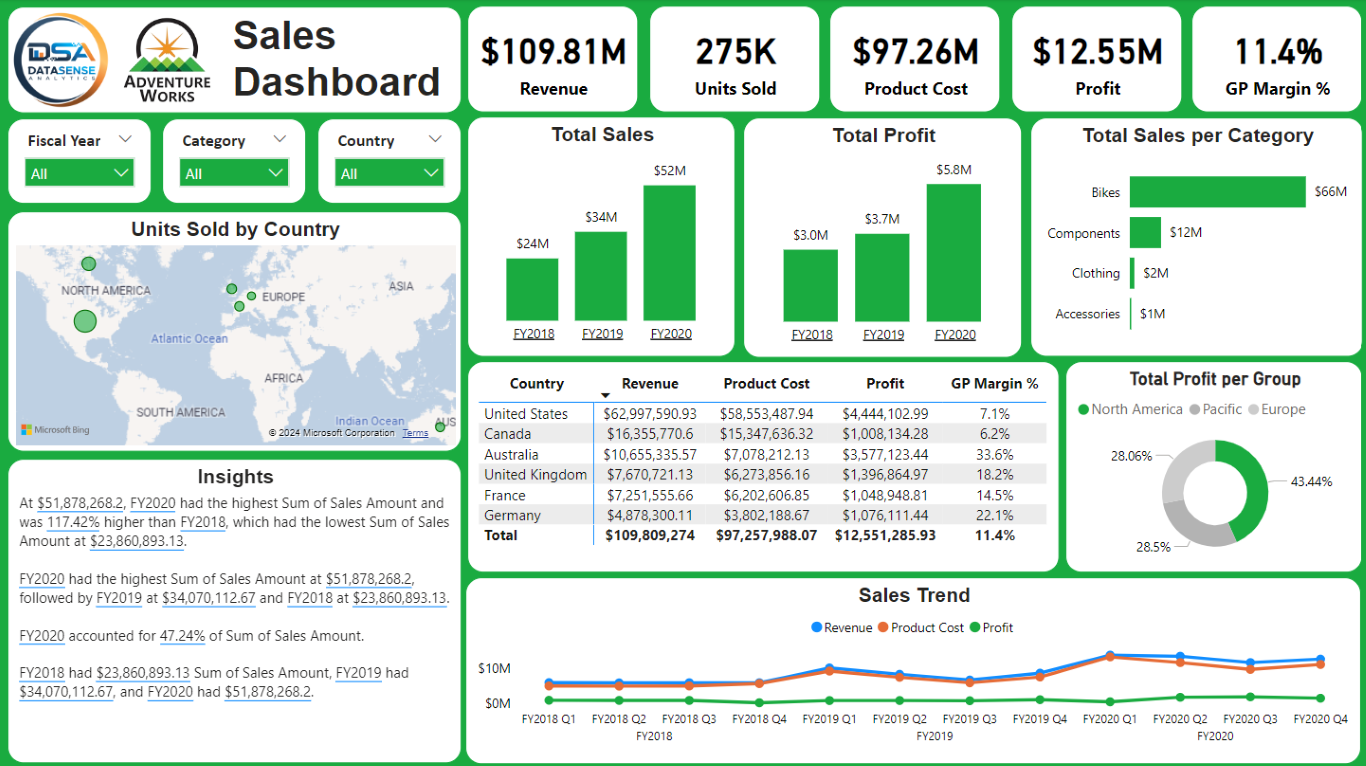 DSA
DATASENSE
ANALYTICS
ADVENTURE
WORKS
Sales
Dashboard
$109.81M
Revenue
275K
Units Sold
$97.26M
Product Cost
$12.55M
Profit
11.4%
GP Margin %
Fiscal Year
All
Category
All
Country
All
Units Sold by Country
NORTH AMERICA
EUROPE
ASIA
Atlantic Ocean
AFRICA
SOUTH AMERICA
Indian Ocean
AUS
Microsoft Bing
© 2024 Microsoft Corporation Terms
Insights
At $51,878,268.2, FY2020 had the highest Sum of Sales Amount and
was 117.42% higher than FY2018, which had the lowest Sum of Sales
Amount at $23,860,893.13.
FY2020 had the highest Sum of Sales Amount at $51,878,268.2,
followed by FY2019 at $34,070,112.67 and FY2018 at $23,860,893.13.
FY2020 accounted for 47.24% of Sum of Sales Amount.
FY2018 had $23,860,893.13 Sum of Sales Amount, FY2019 had
$34,070,112.67, and FY2020 had $51,878,268.2.
Total Sales
$24M
$34M
$52M
FY2018 FY2019 FY2020
Total Profit
$3.0M
$3.7M
$5.8M
FY2018 FY2019 FY2020
Total Sales per Category
Bikes $66M
Components $12M
Clothing $2M
Accessories $1M
Country Revenue Product Cost Profit GP Margin %
United States $62,997,590.93 $58,553,487.94 $4,444,102.99 7.1%
Canada $16,355,770.6 $15,347,636.32 $1,008,134.28 6.2%
Australia $10,655,335.57 $7,078,212.13 $3,577,123.44 33.6%
United Kingdom $7,670,721.13 $6,273,856.16 $1,396,864.97 18.2%
France $7,251,555.66 $6,202,606.85 $1,048,948.81 14.5%
Germany $4,878,300.11 $3,802,188.67 $1,076,111.44 22.1%
Total $109,809,274 $97,257,988.07 $12,551,285.93 11.4%
Total Profit per Group
North America Pacific Europe
28.06%
43.44%
28.5%
Sales Trend
Revenue Product Cost Profit
$10M
$0M
FY2018 Q1 FY2018 Q2 FY2018 Q3 FY2018 Q4 FY2019 Q1 FY2019 Q2 FY2019 Q3 FY2019 Q4 FY2020 Q1 FY2020 Q2 FY2020 Q3 FY2020 Q4
FY2018 FY2019 FY2020